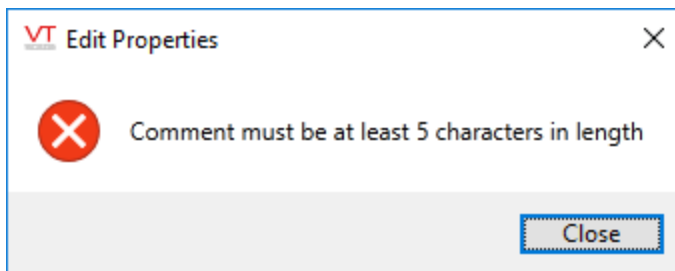 VT Edit Properties
Comment must be at least 5 characters in length
Close